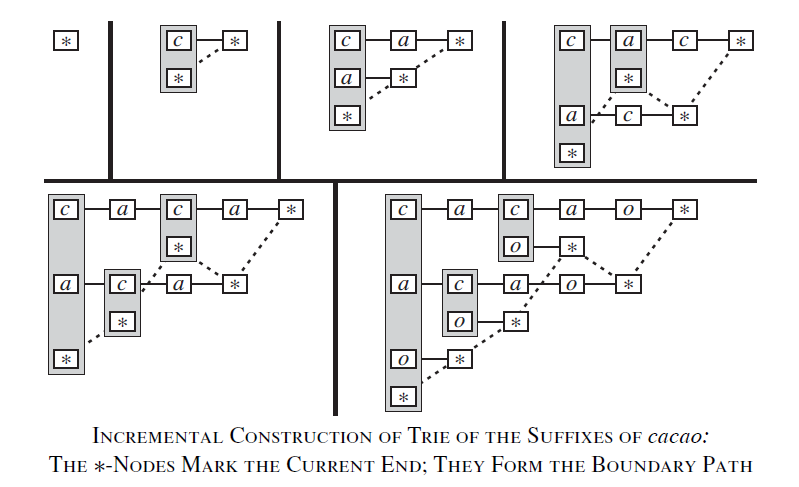 *
c *
*
c a *
a *
*
c a c *
*
a c *
*
c a c a *
*
a c a *
*
*
c a c a o *
o *
a c a o *
o *
o *
*
INCREMENTAL CONSTRUCTION OF TRIE OF THE SUFFIXES OF cacao:
THE *-NODES MARK THE CURRENT END; THEY FORM THE BOUNDARY PATH